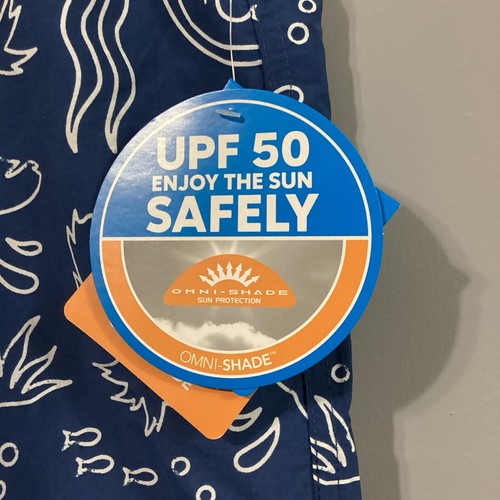 UPF 50
ENJOY THE SUN
SAFELY
OMNI-SHADE
SUN PROTECTION
OMNI-SHADE™